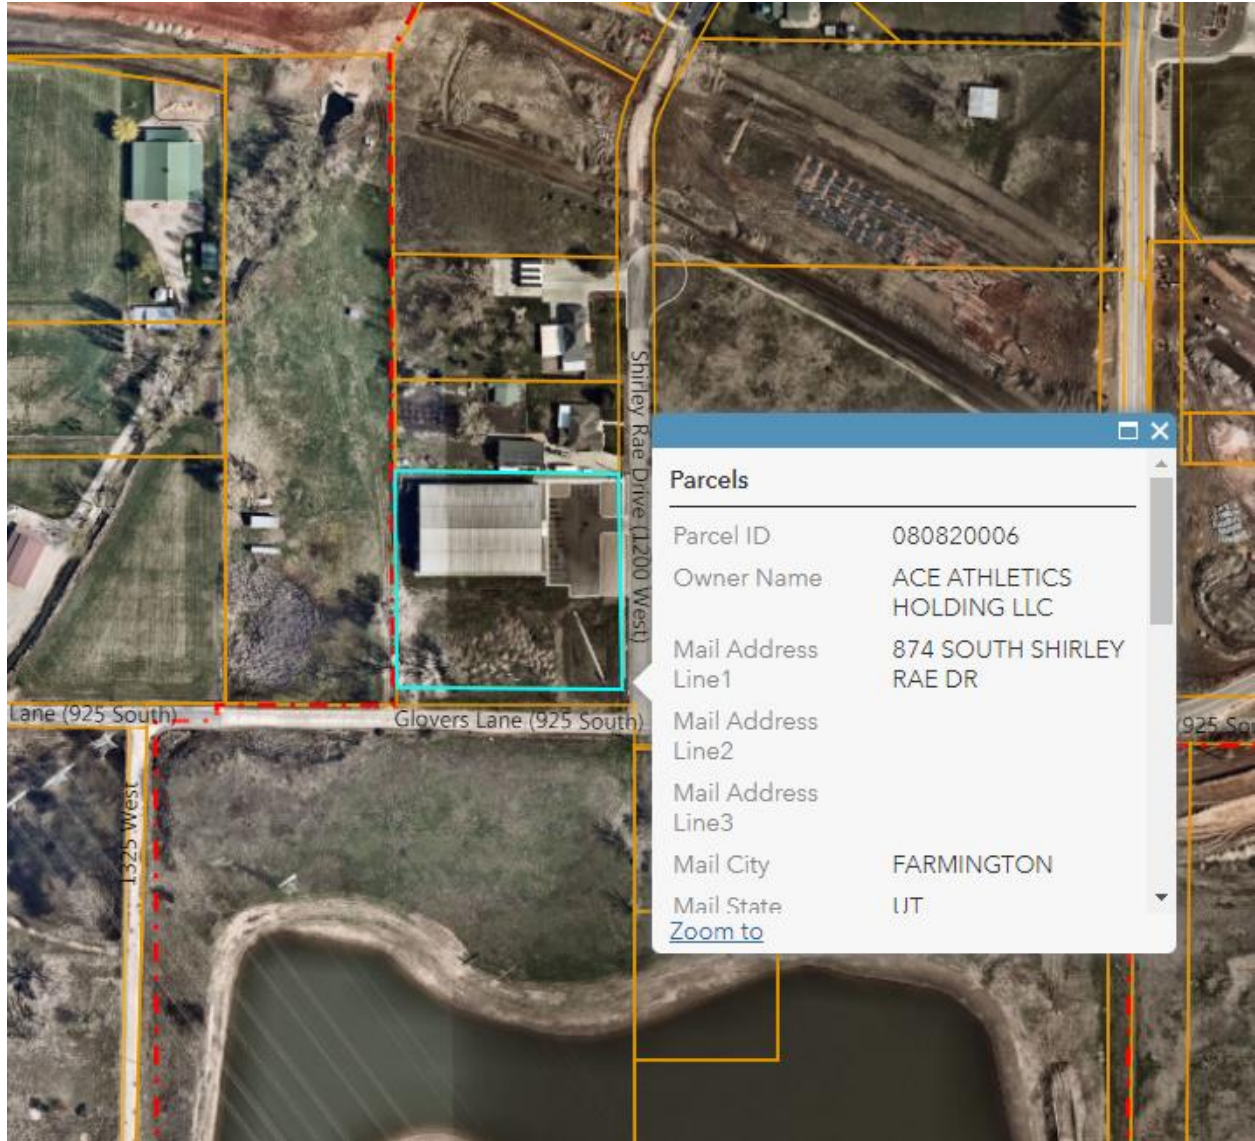 Shirley Rae Drive (1200 West)
Parcels
Parcel ID 080820006
Owner Name ACE ATHLETICS
HOLDING LLC
Mail Address 874 SOUTH SHIRLEY
Line1 RAE DR
Mail Address
Line2
Mail Address
Line3
Mail City FARMINGTON
Mail State UT
Zoom to
Lane (925 South)
Glovers Lane (925 South)
(925 Sou
1325 West